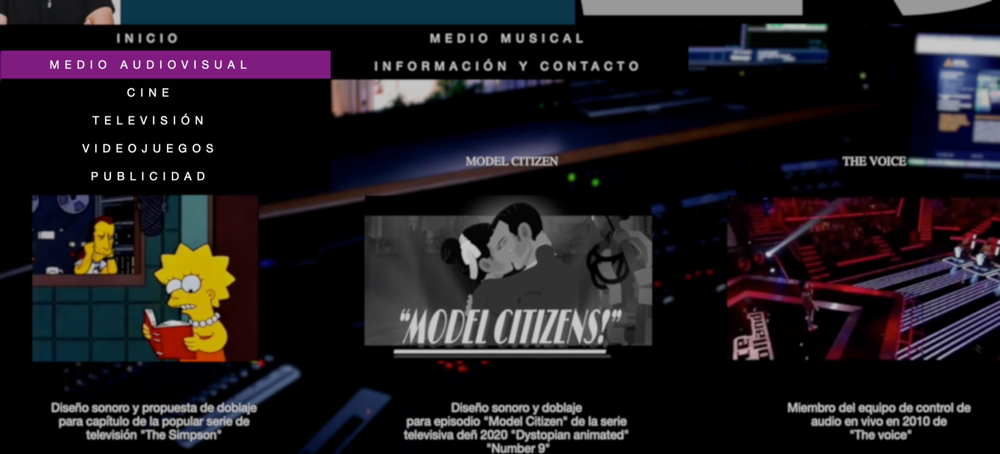 INICIO
MEDIO MUSICAL
MEDIO AUDIOVISUAL
INFORMACIÓN Y CONTACTO
CINE
TELEVISIÓN
VIDEOJUEGOS
PUBLICIDAD
MODEL CITIZEN
THE VOICE
“MODEL CITIZENS!”
Diseño sonoro y propuesta de doblaje
para capítulo de la popular serie de
televisión "The Simpson"
Diseño sonoro y doblaje
para episodio "Model Citizen" de la serie
televisiva deñ 2020 "Dystopian animated"
"Number 9"
Miembro del equipo de control de
audio en vivo en 2010 de
"The voice"